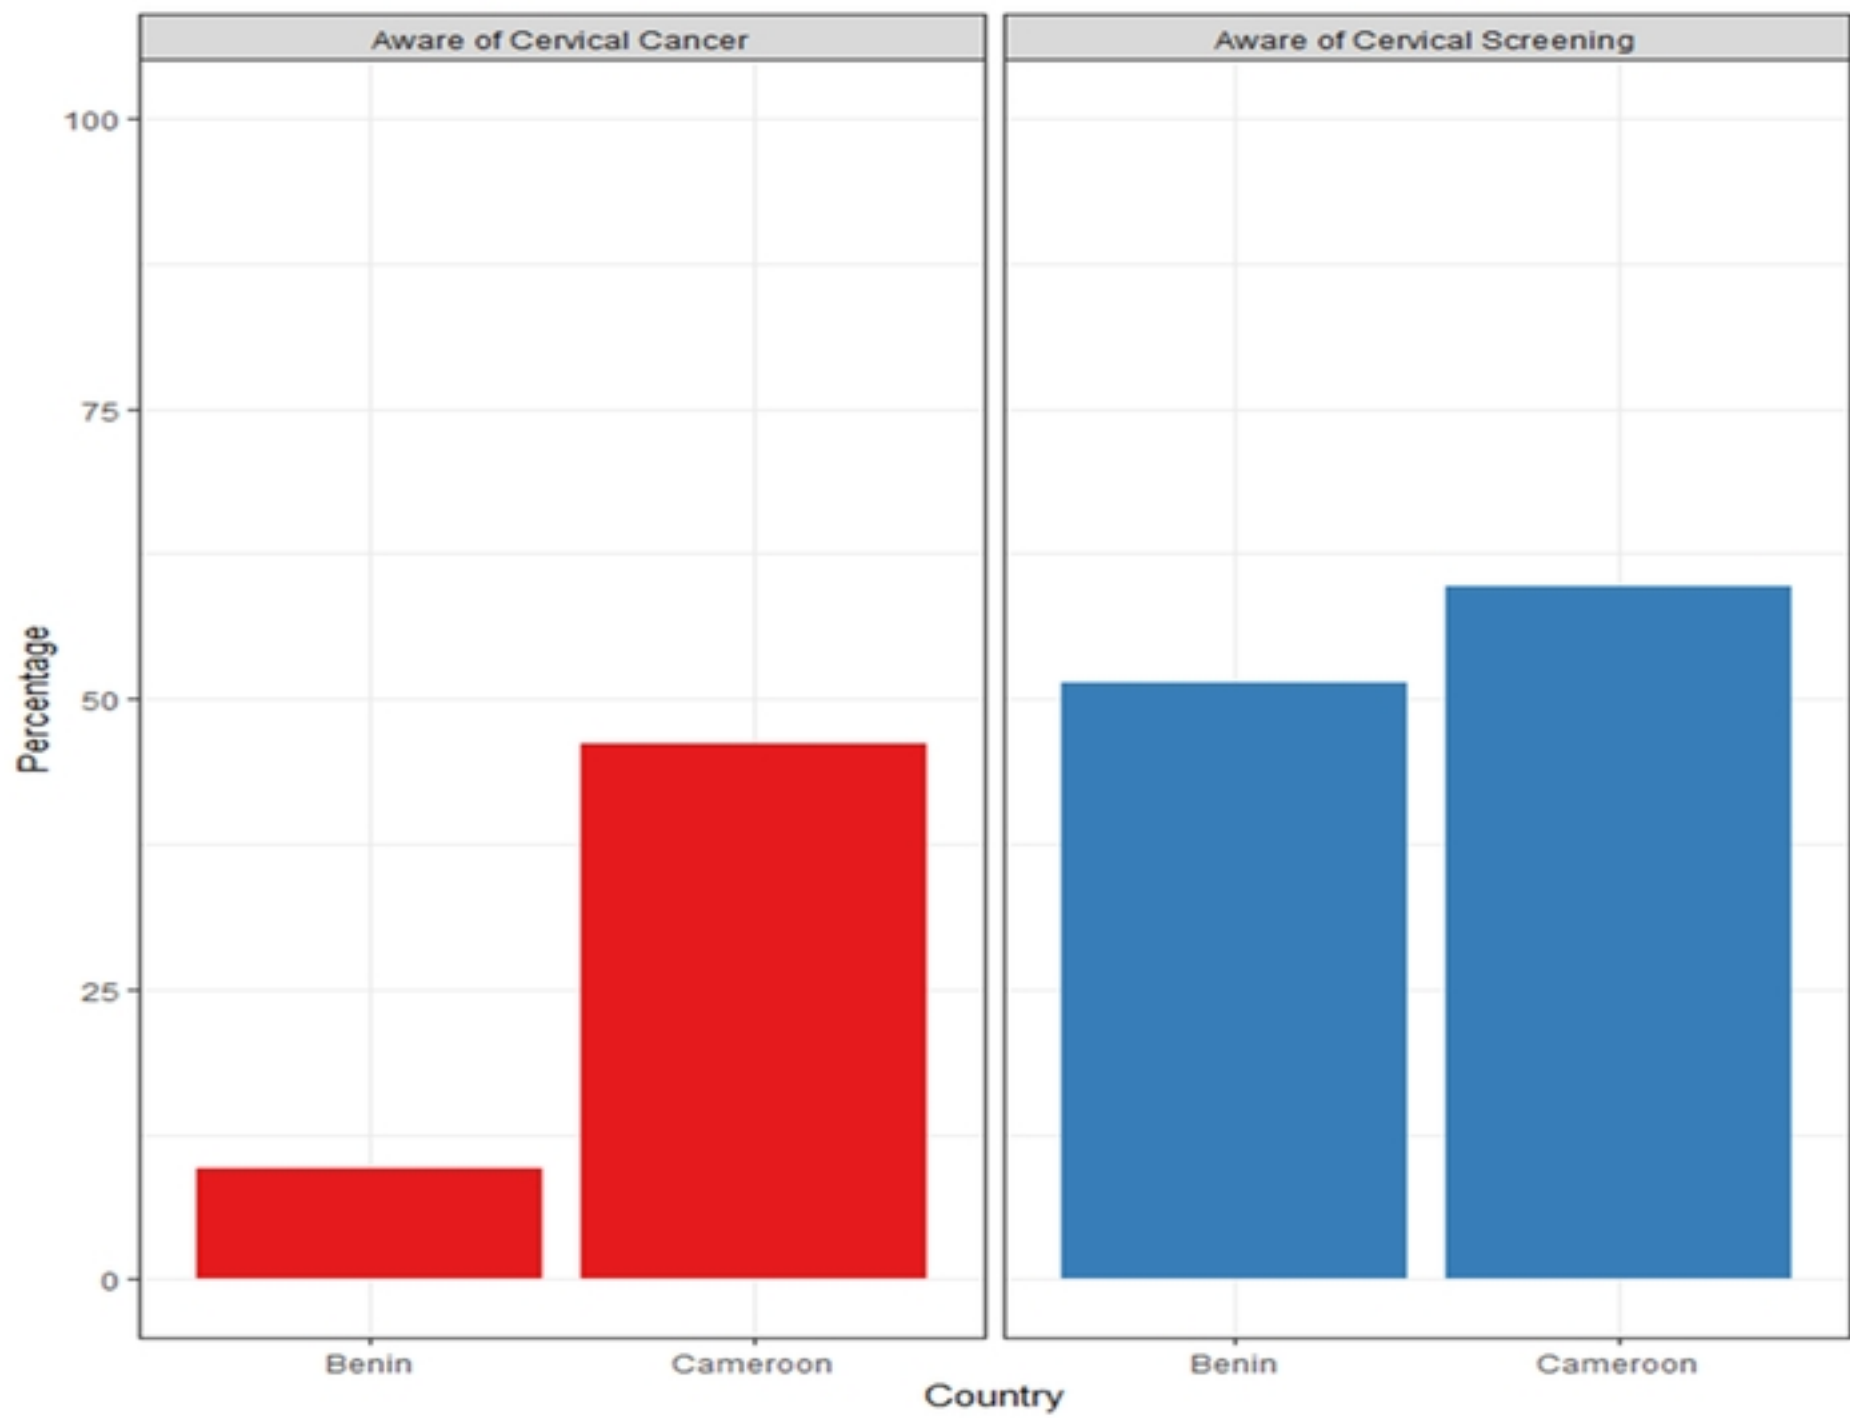 Aware of Cervical Cancer
Aware of Cervical Screening
100
75
50
25
0
Percentage
Benin
Cameroon
Benin
Cameroon
Country